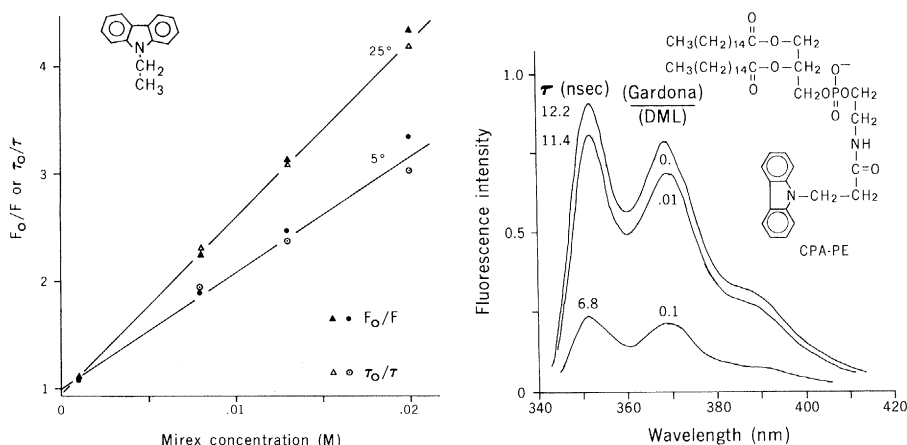 N
CH₂
CH₃
25°
5°
4
3
2
1
F₀/F or τ₀/τ
▲ • F₀/F
△ ⊙ τ₀/τ
0
.01
.02
Mirex concentration (M)
O
CH₃(CH₂)₁₄C-O-CH₂
CH₃(CH₂)₁₄C-O-CH
O
O⁻
CH₂OPOCH₂
O
CH₂
NH
C=O
N-CH₂-CH₂
CPA-PE
1.0
0.5
0
Fluorescence intensity
τ (nsec)
(Gardona)
(DML)
12.2
11.4
0.
.01
6.8
0.1
340
360
380
400
420
Wavelength (nm)